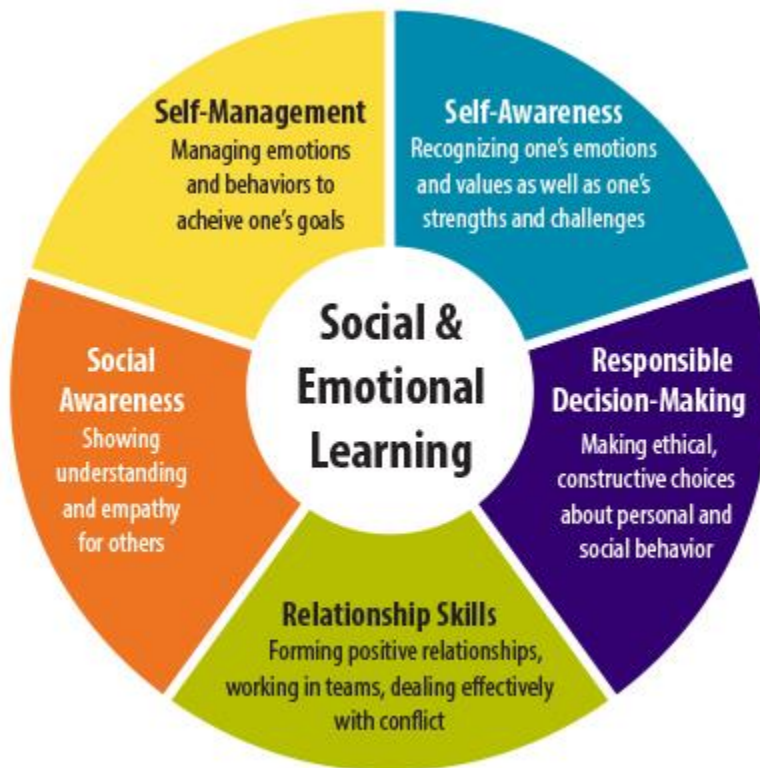 Self-Management
Managing emotions
and behaviors to
acheive one's goals
Self-Awareness
Recognizing one's emotions
and values as well as one's
strengths and challenges
Social &
Emotional
Learning
Social
Awareness
Showing
understanding
and empathy
for others
Responsible
Decision-Making
Making ethical,
constructive choices
about personal and
social behavior
Relationship Skills
Forming positive relationships,
working in teams, dealing effectively
with conflict